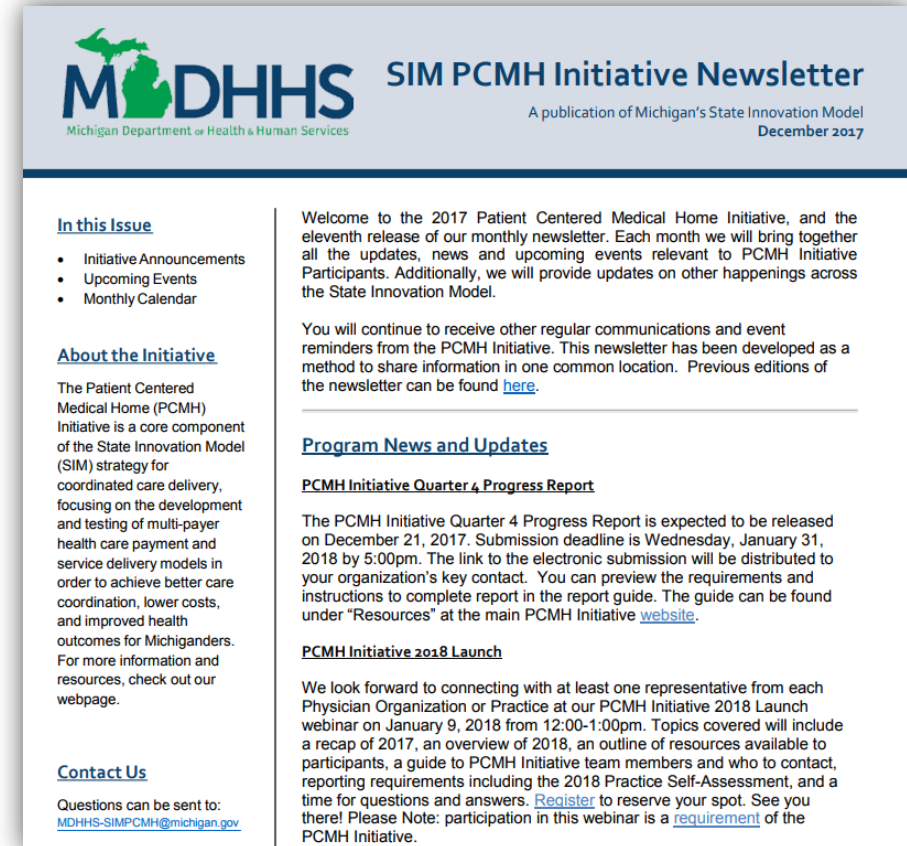 MDHHS
Michigan Department of Health & Human Services
SIM PCMH Initiative Newsletter
A publication of Michigan's State Innovation Model
December 2017
In this Issue
• Initiative Announcements
• Upcoming Events
• Monthly Calendar
About the Initiative
The Patient Centered
Medical Home (PCMH)
Initiative is a core component
of the State Innovation Model
(SIM) strategy for
coordinated care delivery,
focusing on the development
and testing of multi-payer
health care payment and
service delivery models in
order to achieve better care
coordination, lower costs,
and improved health
outcomes for Michiganders.
For more information and
resources, check out our
webpage.
Contact Us
Questions can be sent to:
MDHHS-SIMPCMH@michigan.gov
Welcome to the 2017 Patient Centered Medical Home Initiative, and the
eleventh release of our monthly newsletter. Each month we will bring together
all the updates, news and upcoming events relevant to PCMH Initiative
Participants. Additionally, we will provide updates on other happenings across
the State Innovation Model.
You will continue to receive other regular communications and event
reminders from the PCMH Initiative. This newsletter has been developed as a
method to share information in one common location.  Previous editions of
the newsletter can be found here.
Program News and Updates
PCMH Initiative Quarter 4 Progress Report
The PCMH Initiative Quarter 4 Progress Report is expected to be released
on December 21, 2017. Submission deadline is Wednesday, January 31,
2018 by 5:00pm. The link to the electronic submission will be distributed to
your organization's key contact.  You can preview the requirements and
instructions to complete report in the report guide. The guide can be found
under “Resources” at the main PCMH Initiative website.
PCMH Initiative 2018 Launch
We look forward to connecting with at least one representative from each
Physician Organization or Practice at our PCMH Initiative 2018 Launch
webinar on January 9, 2018 from 12:00-1:00pm. Topics covered will include
a recap of 2017, an overview of 2018, an outline of resources available to
participants, a guide to PCMH Initiative team members and who to contact,
reporting requirements including the 2018 Practice Self-Assessment, and a
time for questions and answers. Register to reserve your spot. See you
there! Please Note: participation in this webinar is a requirement of the
PCMH Initiative.